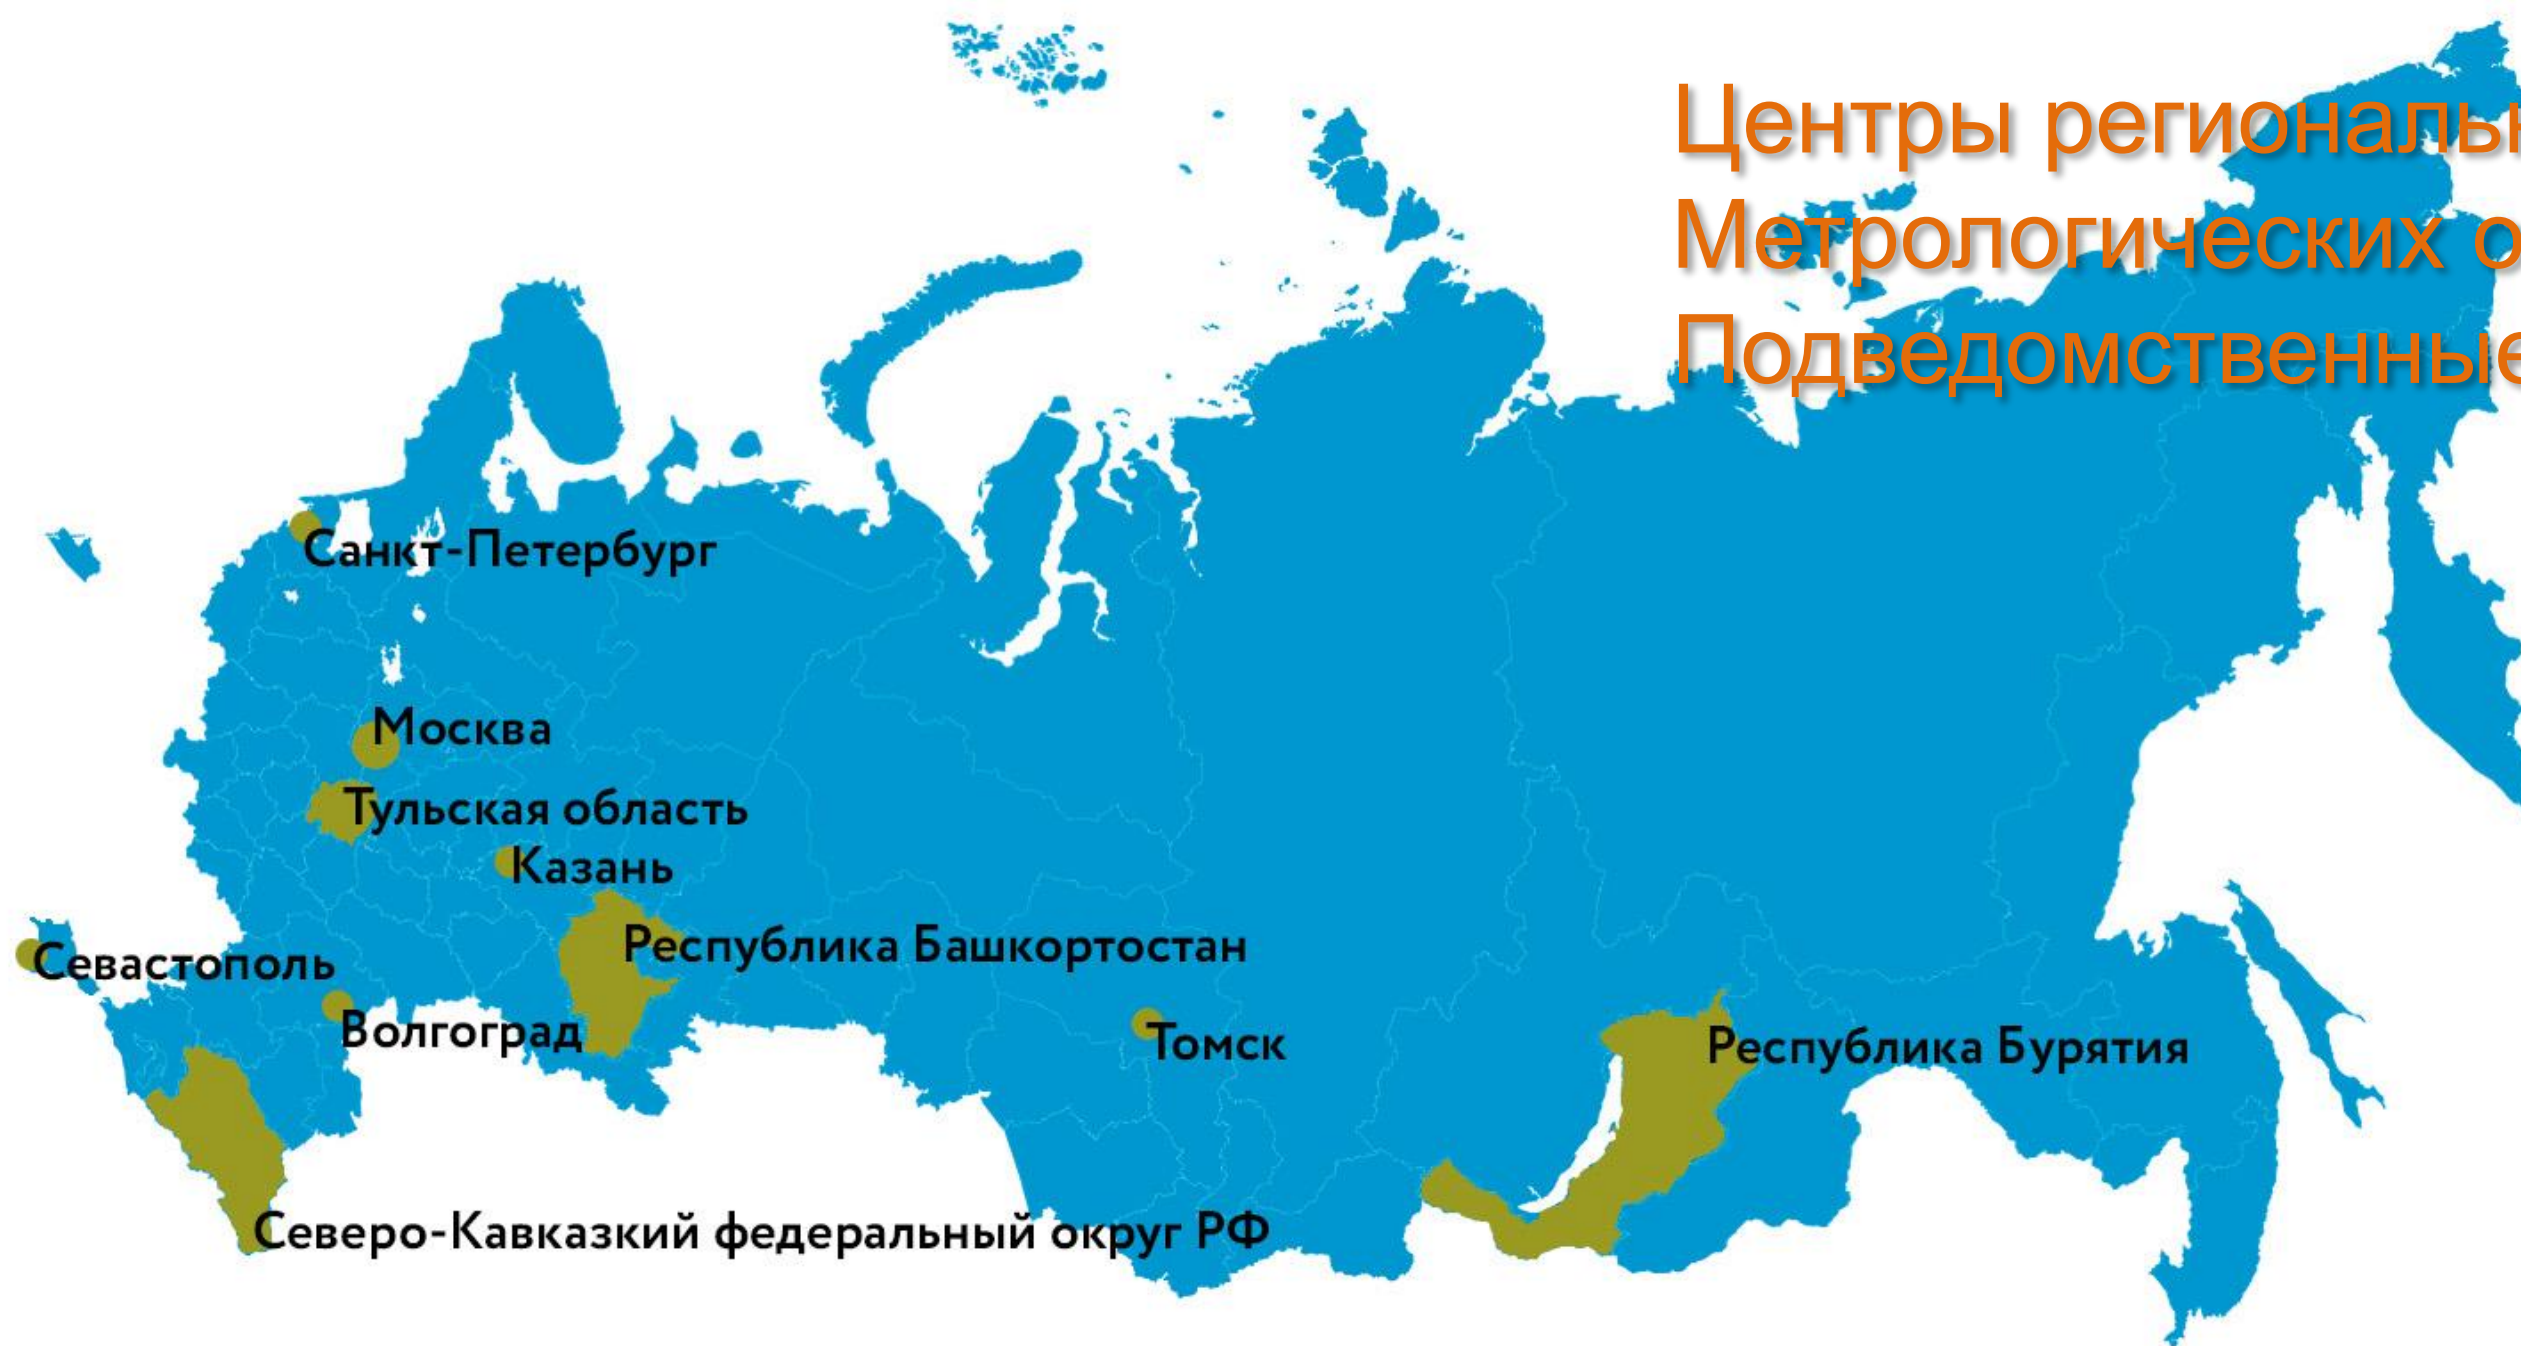 Центры региональн
Метрологических о
Подведомственные
Санкт-Петербург
Москва
Тульская область
Казань
Республика Башкортостан
Севастополь
Волгоград
Томск
Республика Бурятия
Северо-Кавказкий федеральный округ РФ